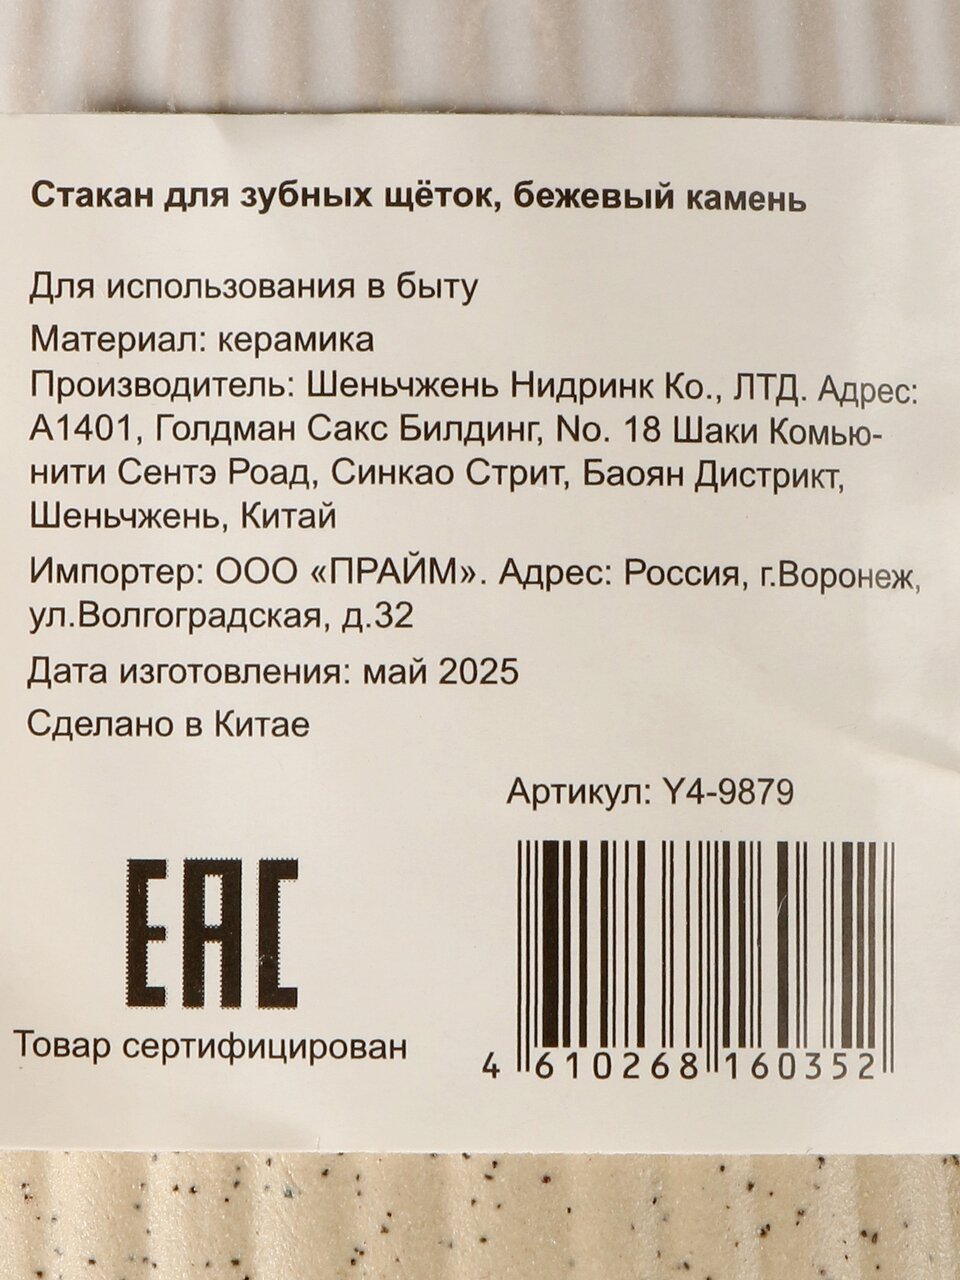 Стакан для зубных щёток, бежевый камень
Для использования в быту
Материал: керамика
Производитель: Шеньчжень Нидринк Ко., ЛТД. Адрес:
А1401, Голдман Сакс Билдинг, No. 18 Шаки Комью-
нити Сентэ Роад, Синкао Стрит, Баоян Дистрикт,
Шеньчжень, Китай
Импортер: ООО «ПРАЙМ». Адрес: Россия, г.Воронеж,
ул.Волгоградская, д.32
Дата изготовления: май 2025
Сделано в Китае
Артикул: Y4-9879
ЕАС
Товар сертифицирован
4 610268 160352